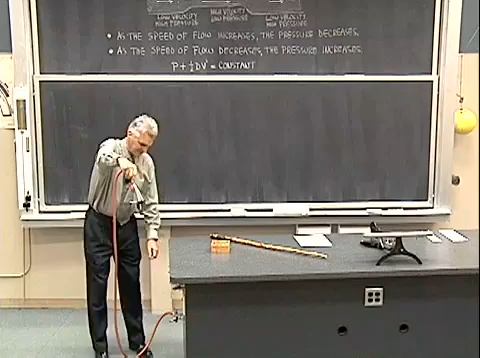 LOW VELOCITY HIGH VELOCITY LOW VELOCITY
HIGH PRESSURE LOW PRESSURE HIGH PRESSURE
• AS THE SPEED OF FLOW INCREASES, THE PRESSURE DECREASES.
• AS THE SPEED OF FLOW DECREASES, THE PRESSURE INCREASES.
P + ½DV² = CONSTANT